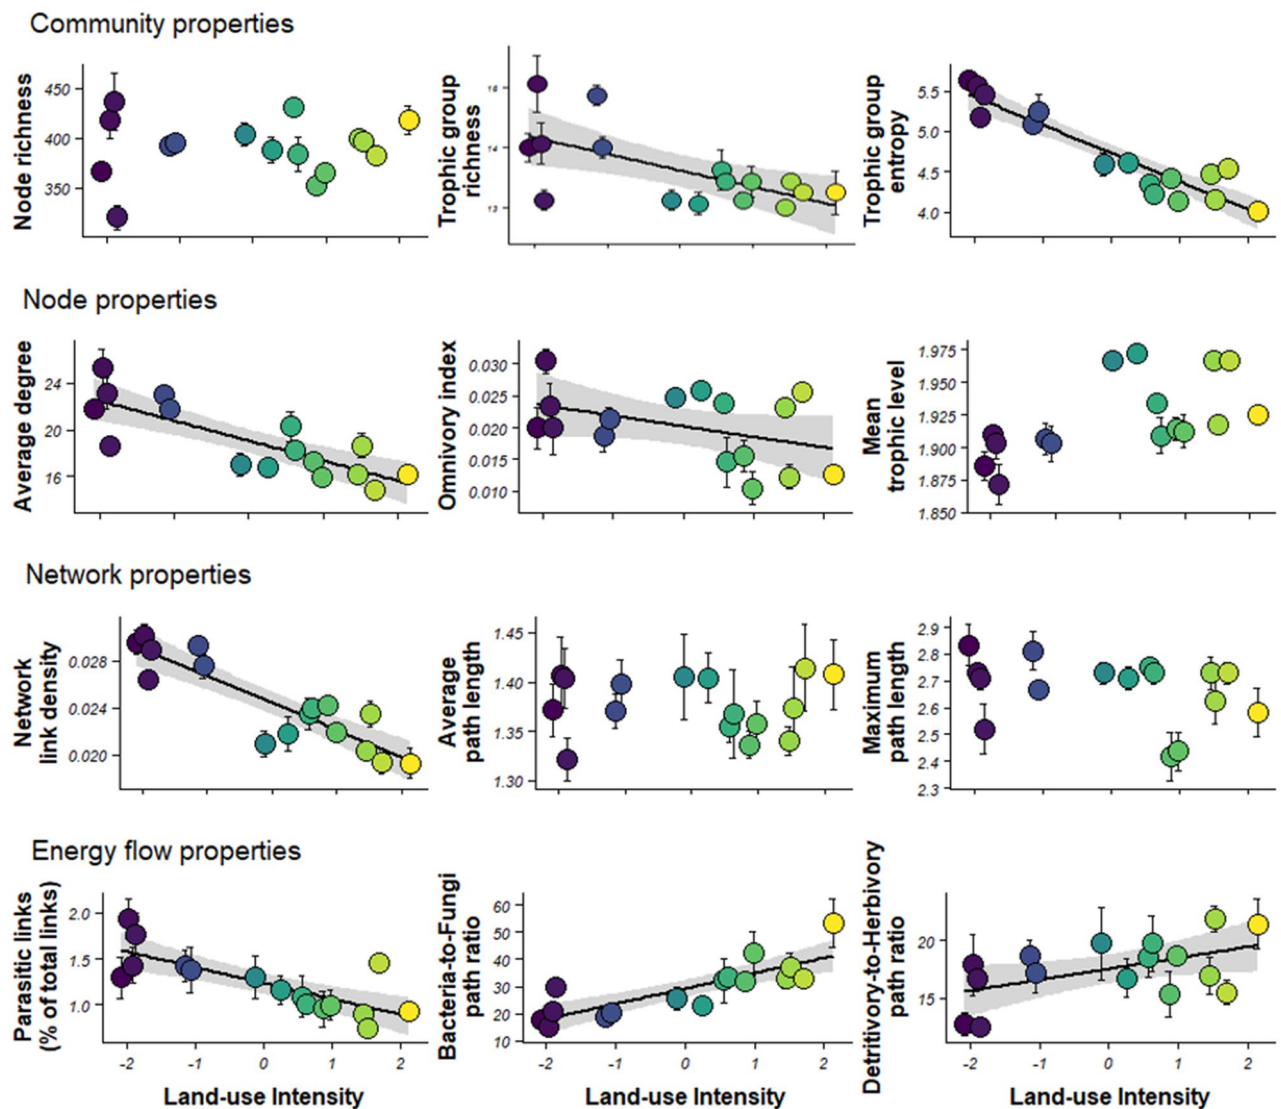 Community properties
Node richness
450
400
350
Trophic group
richness
14
13
Trophic group
entropy
5.5
5.0
4.5
4.0
Node properties
Average degree
24
20
16
Omnivory index
0.030
0.025
0.020
0.015
0.010
Mean
trophic level
1.975
1.950
1.925
1.900
1.875
1.850
Network properties
Network
link density
0.028
0.024
0.020
Average
path length
1.45
1.40
1.35
1.30
Maximum
path length
2.9
2.8
2.7
2.6
2.5
2.4
2.3
Energy flow properties
Parasitic links
(% of total links)
2.0
1.5
1.0
-2 -1 0 1 2
Land-use Intensity
Bacteria-to-Fungi
path ratio
60
50
40
30
20
10
-2 -1 0 1 2
Land-use Intensity
Detritivory-to-Herbivory
path ratio
20
15
-2 -1 0 1 2
Land-use Intensity